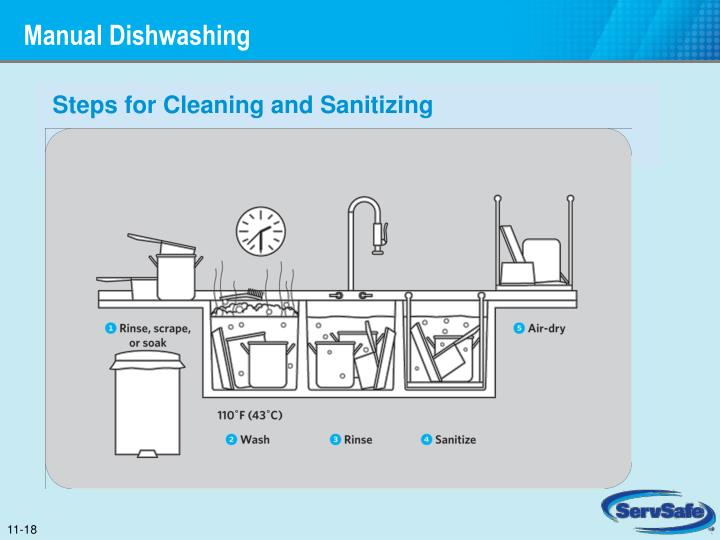 Manual Dishwashing
Steps for Cleaning and Sanitizing
1 Rinse, scrape,
or soak
5 Air-dry
110˚F (43˚C)
2 Wash
3 Rinse
4 Sanitize
ServSafe
11-18